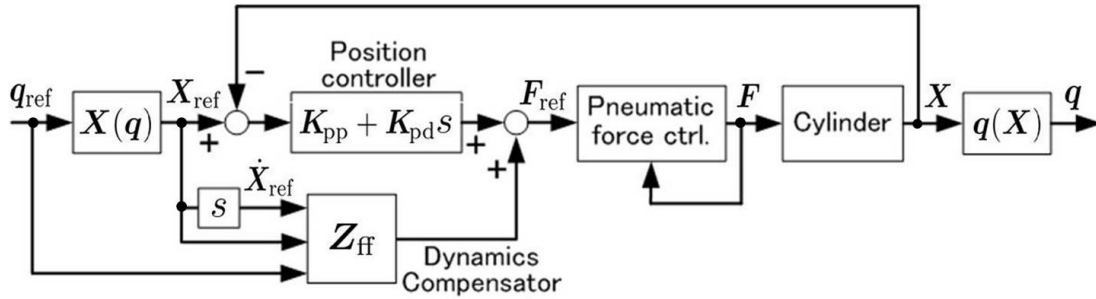 Position
controller
q_ref
X(q)
X_ref
−
+
K_pp + K_pd s
+
+
F_ref
Pneumatic
force ctrl.
F
Cylinder
X
q(X)
q
s
Ẋ_ref
Z_ff
Dynamics
Compensator